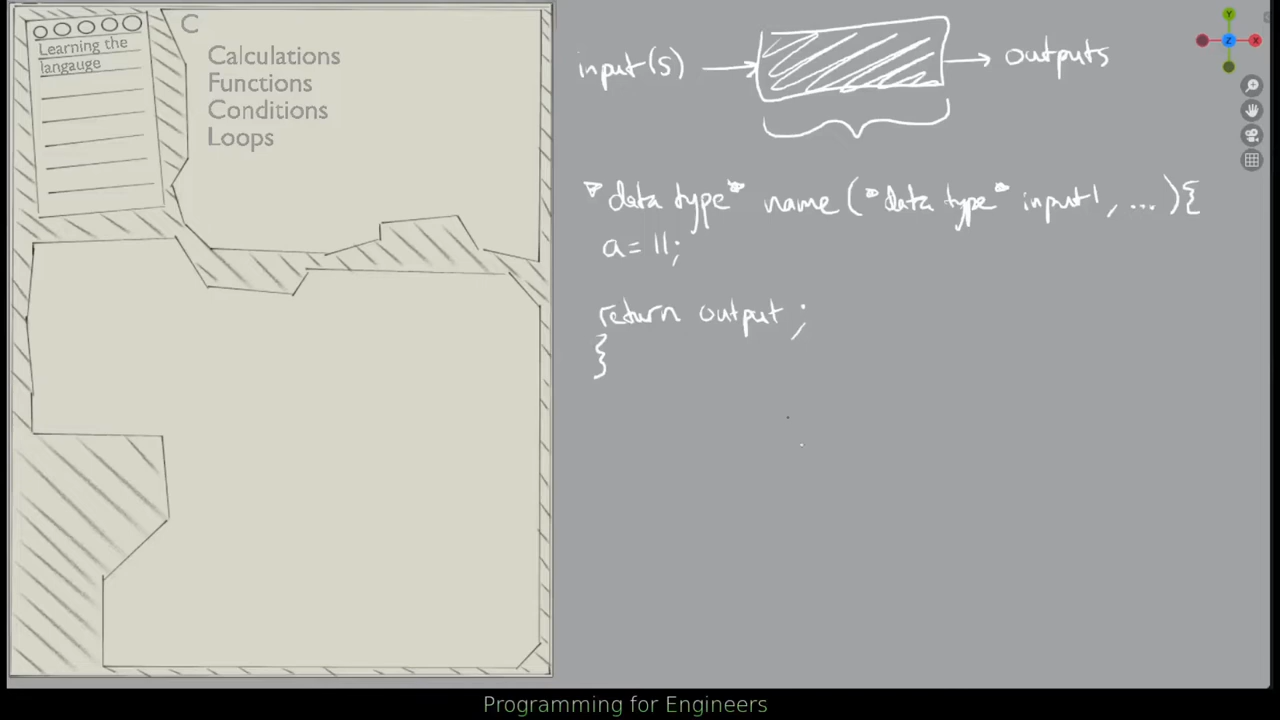 Learning the
langauge
C
Calculations
Functions
Conditions
Loops
input(s) → outputs
*data type* name (*data type* input1, ...){
a = 11;
return output ;
}
Y
X
Z
Programming for Engineers